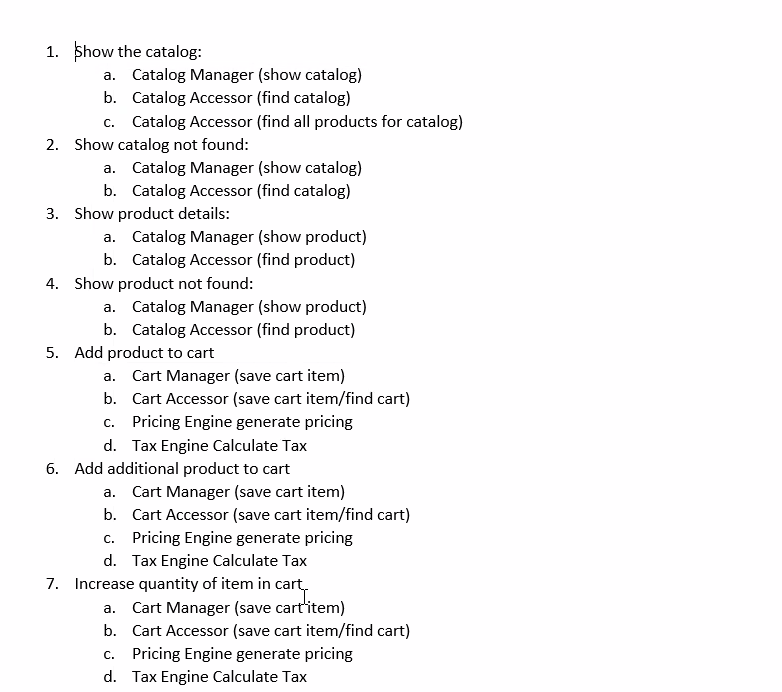 1. Show the catalog:
a. Catalog Manager (show catalog)
b. Catalog Accessor (find catalog)
c. Catalog Accessor (find all products for catalog)
2. Show catalog not found:
a. Catalog Manager (show catalog)
b. Catalog Accessor (find catalog)
3. Show product details:
a. Catalog Manager (show product)
b. Catalog Accessor (find product)
4. Show product not found:
a. Catalog Manager (show product)
b. Catalog Accessor (find product)
5. Add product to cart
a. Cart Manager (save cart item)
b. Cart Accessor (save cart item/find cart)
c. Pricing Engine generate pricing
d. Tax Engine Calculate Tax
6. Add additional product to cart
a. Cart Manager (save cart item)
b. Cart Accessor (save cart item/find cart)
c. Pricing Engine generate pricing
d. Tax Engine Calculate Tax
7. Increase quantity of item in cart
a. Cart Manager (save cart item)
b. Cart Accessor (save cart item/find cart)
c. Pricing Engine generate pricing
d. Tax Engine Calculate Tax